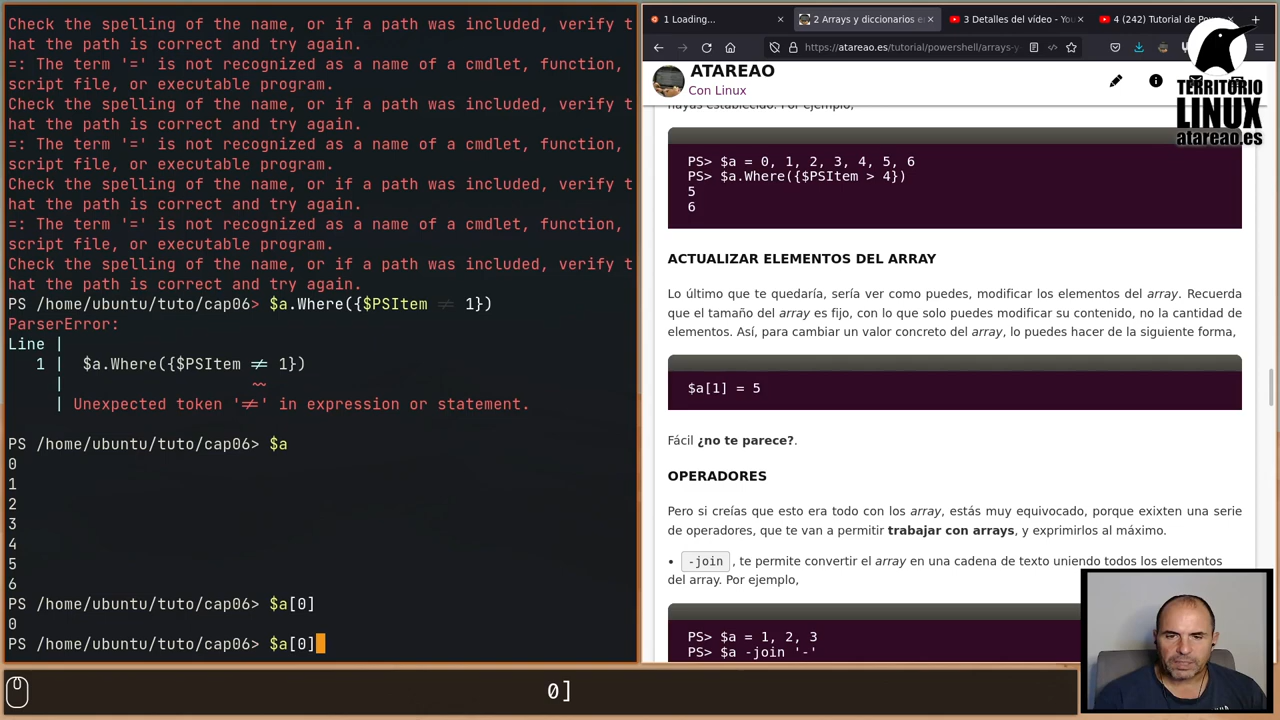 Check the spelling of the name, or if a path was included, verify t
hat the path is correct and try again.
=: The term '=' is not recognized as a name of a cmdlet, function,
script file, or executable program.
Check the spelling of the name, or if a path was included, verify t
hat the path is correct and try again.
=: The term '=' is not recognized as a name of a cmdlet, function,
script file, or executable program.
Check the spelling of the name, or if a path was included, verify t
hat the path is correct and try again.
=: The term '=' is not recognized as a name of a cmdlet, function,
script file, or executable program.
Check the spelling of the name, or if a path was included, verify t
hat the path is correct and try again.
PS /home/ubuntu/tuto/cap06> $a.Where({$PSItem != 1})
ParserError:
Line |
1 | $a.Where({$PSItem != 1})
| ~~
| Unexpected token '!=' in expression or statement.
PS /home/ubuntu/tuto/cap06> $a
0
1
2
3
4
5
6
PS /home/ubuntu/tuto/cap06> $a[0]
0
PS /home/ubuntu/tuto/cap06> $a[0]
0]
1 Loading...
2 Arrays y diccionarios e
3 Detalles del vídeo - You
4 (242) Tutorial de Pow
https://atareao.es/tutorial/powershell/arrays-y
ATAREAO
Con Linux
TERRITORIO
LINUX
atareao.es
hayas establecido. Por ejemplo,
PS> $a = 0, 1, 2, 3, 4, 5, 6
PS> $a.Where({$PSItem > 4})
5
6
ACTUALIZAR ELEMENTOS DEL ARRAY
Lo último que te quedaría, sería ver como puedes, modificar los elementos del array. Recuerda
que el tamaño del array es fijo, con lo que solo puedes modificar su contenido, no la cantidad de
elementos. Así, para cambiar un valor concreto del array, lo puedes hacer de la siguiente forma,
$a[1] = 5
Fácil ¿no te parece?.
OPERADORES
Pero si creías que esto era todo con los array, estás muy equivocado, porque exixten una serie
de operadores, que te van a permitir trabajar con arrays, y exprimirlos al máximo.
• -join , te permite convertir el array en una cadena de texto uniendo todos los elementos
del array. Por ejemplo,
PS> $a = 1, 2, 3
PS> $a -join '-'